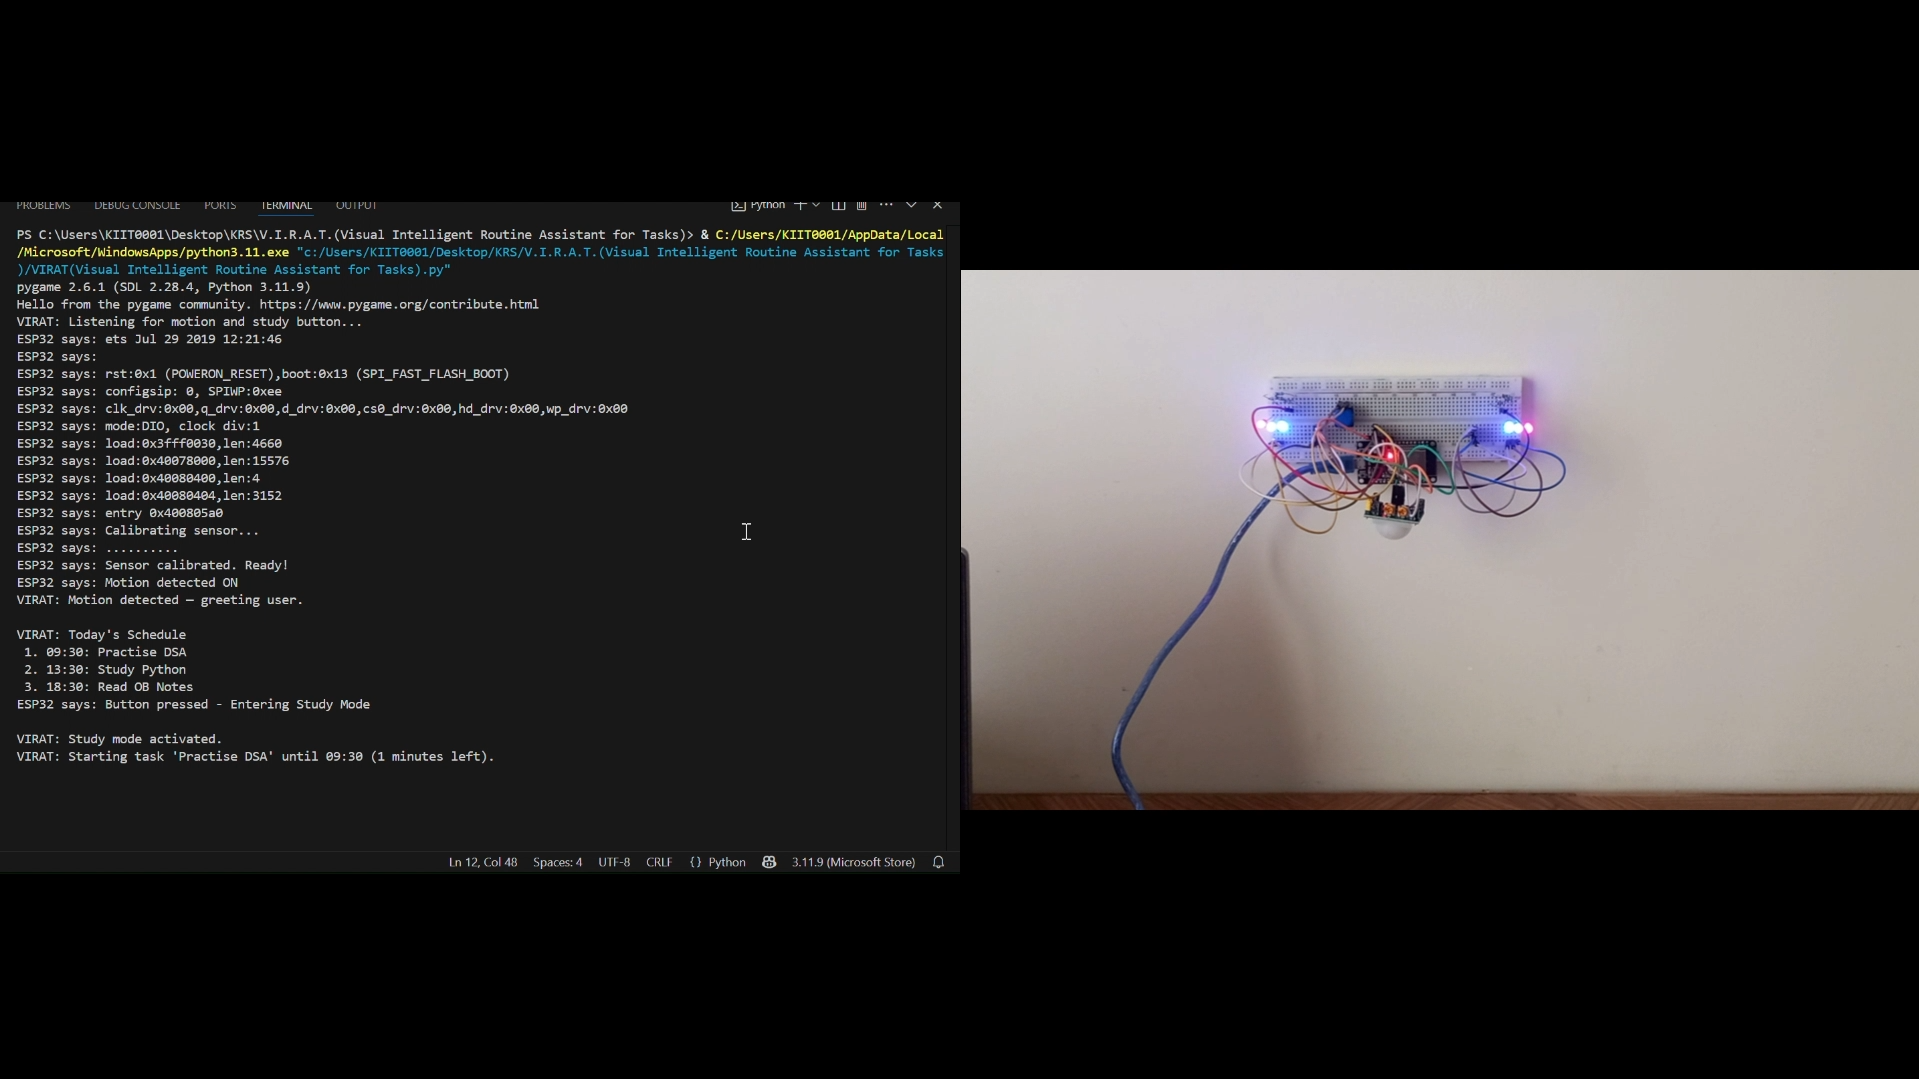 PROBLEMS DEBUG CONSOLE PORTS TERMINAL OUTPUT Python
PS C:\Users\KIIT0001\Desktop\KRS\V.I.R.A.T.(Visual Intelligent Routine Assistant for Tasks)> & C:/Users/KIIT0001/AppData/Local
/Microsoft/WindowsApps/python3.11.exe "c:/Users/KIIT0001/Desktop/KRS/V.I.R.A.T.(Visual Intelligent Routine Assistant for Tasks
)/VIRAT(Visual Intelligent Routine Assistant for Tasks).py"
pygame 2.6.1 (SDL 2.28.4, Python 3.11.9)
Hello from the pygame community. https://www.pygame.org/contribute.html
VIRAT: Listening for motion and study button...
ESP32 says: ets Jul 29 2019 12:21:46
ESP32 says:
ESP32 says: rst:0x1 (POWERON_RESET),boot:0x13 (SPI_FAST_FLASH_BOOT)
ESP32 says: configsip: 0, SPIWP:0xee
ESP32 says: clk_drv:0x00,q_drv:0x00,d_drv:0x00,cs0_drv:0x00,hd_drv:0x00,wp_drv:0x00
ESP32 says: mode:DIO, clock div:1
ESP32 says: load:0x3fff0030,len:4660
ESP32 says: load:0x40078000,len:15576
ESP32 says: load:0x40080400,len:4
ESP32 says: load:0x40080404,len:3152
ESP32 says: entry 0x400805a0
ESP32 says: Calibrating sensor...
ESP32 says: ..........
ESP32 says: Sensor calibrated. Ready!
ESP32 says: Motion detected ON
VIRAT: Motion detected — greeting user.
VIRAT: Today's Schedule
1. 09:30: Practise DSA
2. 13:30: Study Python
3. 18:30: Read OB Notes
ESP32 says: Button pressed - Entering Study Mode
VIRAT: Study mode activated.
VIRAT: Starting task 'Practise DSA' until 09:30 (1 minutes left).
Ln 12, Col 48 Spaces: 4 UTF-8 CRLF {} Python 3.11.9 (Microsoft Store)